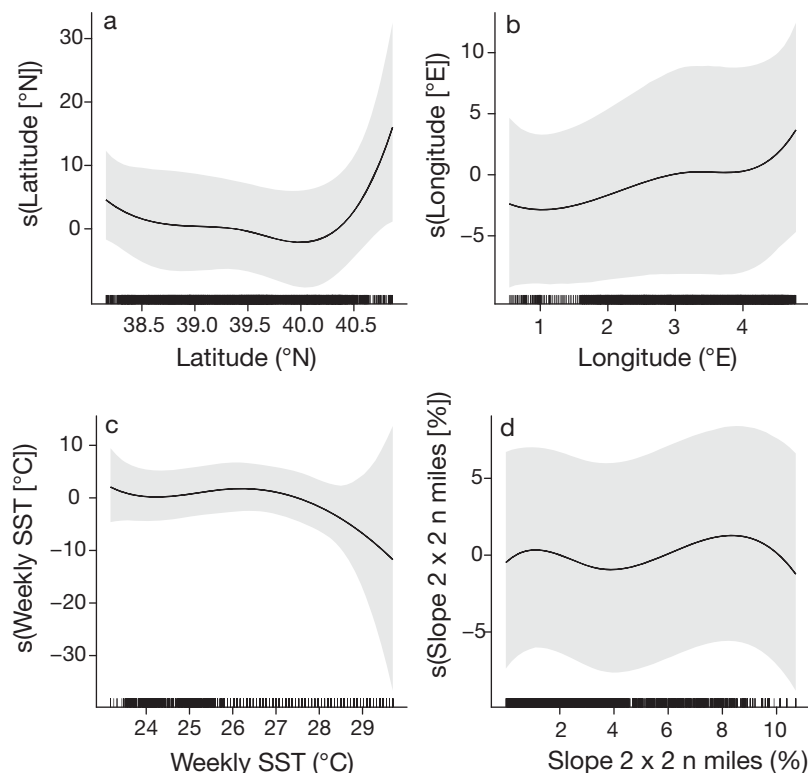 a
s(Latitude [°N])
30
20
10
0
38.5 39.0 39.5 40.0 40.5
Latitude (°N)
b
s(Longitude [°E])
10
5
0
−5
1 2 3 4
Longitude (°E)
c
s(Weekly SST [°C])
10
0
−10
−20
−30
24 25 26 27 28 29
Weekly SST (°C)
d
s(Slope 2 x 2 n miles [%])
5
0
−5
2 4 6 8 10
Slope 2 x 2 n miles (%)